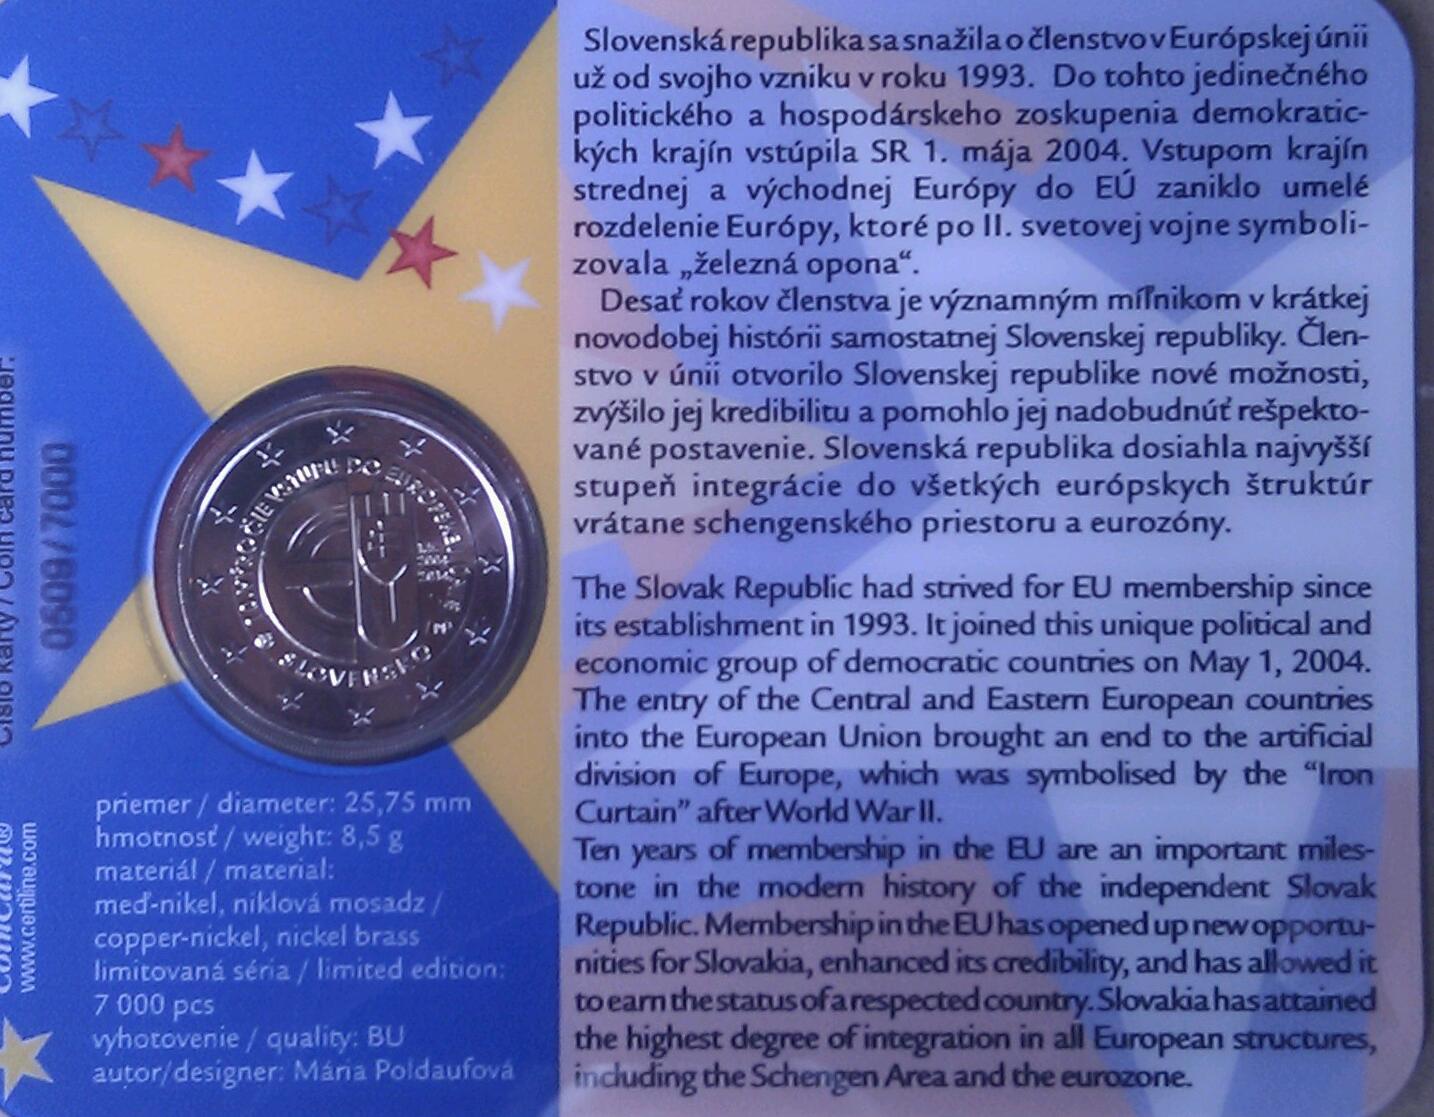 Číslo karty / Coin card number:
0609/7000
CoinCard®
www.certline.com
10. VÝROČIE VSTUPU DO EURÓPSKEJ ÚNIE
1.5.
2004
2014
SLOVENSKO
priemer / diameter: 25,75 mm
hmotnosť / weight: 8,5 g
materiál / material:
meď-nikel, niklová mosadz /
copper-nickel, nickel brass
limitovaná séria / limited edition:
7 000 pcs
vyhotovenie / quality: BU
autor/designer: Mária Poldaufová
Slovenská republika sa snažila o členstvo v Európskej únii
už od svojho vzniku v roku 1993. Do tohto jedinečného
politického a hospodárskeho zoskupenia demokratic-
kých krajín vstúpila SR 1. mája 2004. Vstupom krajín
strednej a východnej Európy do EÚ zaniklo umelé
rozdelenie Európy, ktoré po II. svetovej vojne symboli-
zovala „železná opona“.
Desať rokov členstva je významným míľnikom v krátkej
novodobej histórii samostatnej Slovenskej republiky. Člen-
stvo v únii otvorilo Slovenskej republike nové možnosti,
zvýšilo jej kredibilitu a pomohlo jej nadobudnúť rešpekto-
vané postavenie. Slovenská republika dosiahla najvyšší
stupeň integrácie do všetkých európskych štruktúr
vrátane schengenského priestoru a eurozóny.
The Slovak Republic had strived for EU membership since
its establishment in 1993. It joined this unique political and
economic group of democratic countries on May 1, 2004.
The entry of the Central and Eastern European countries
into the European Union brought an end to the artificial
division of Europe, which was symbolised by the “Iron
Curtain” after World War II.
Ten years of membership in the EU are an important miles-
tone in the modern history of the independent Slovak
Republic. Membership in the EU has opened up new opportu-
nities for Slovakia, enhanced its credibility, and has allowed it
to earn the status of a respected country. Slovakia has attained
the highest degree of integration in all European structures,
including the Schengen Area and the eurozone.